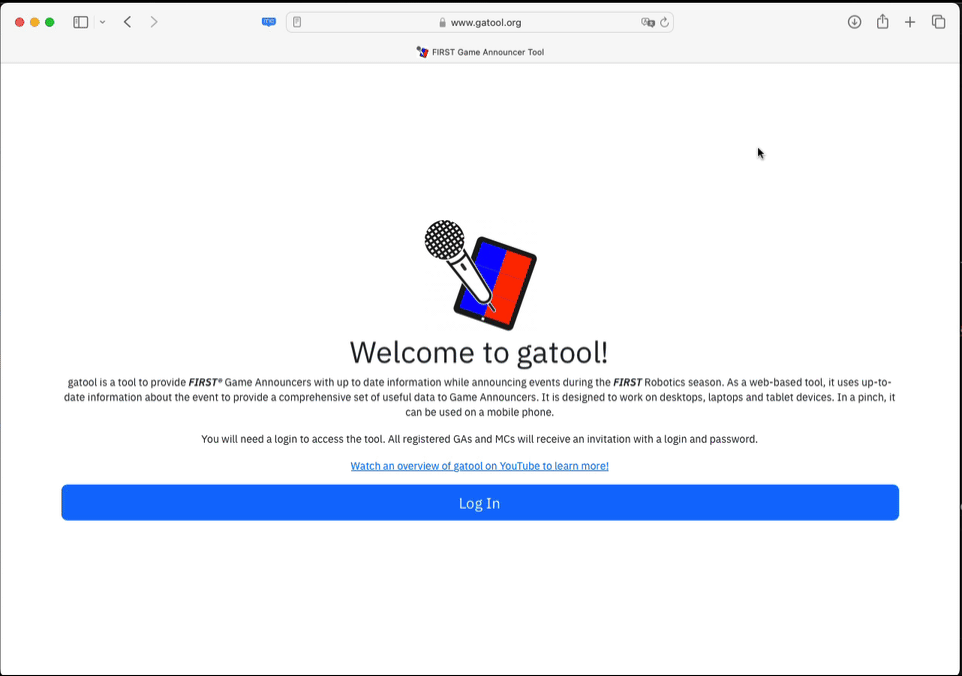 www.gatool.org
FIRST Game Announcer Tool
Welcome to gatool!
gatool is a tool to provide FIRST® Game Announcers with up to date information while announcing events during the FIRST Robotics season. As a web-based tool, it uses up-to-
date information about the event to provide a comprehensive set of useful data to Game Announcers. It is designed to work on desktops, laptops and tablet devices. In a pinch, it
can be used on a mobile phone.
You will need a login to access the tool. All registered GAs and MCs will receive an invitation with a login and password.
Watch an overview of gatool on YouTube to learn more!
Log In